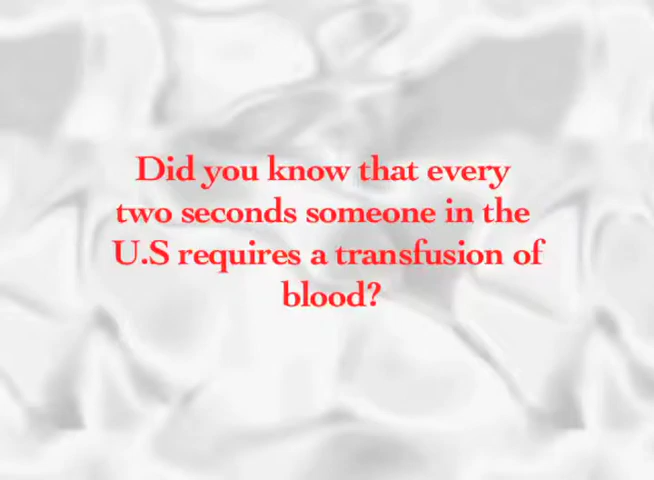 Did you know that every
two seconds someone in the
U.S requires a transfusion of
blood?